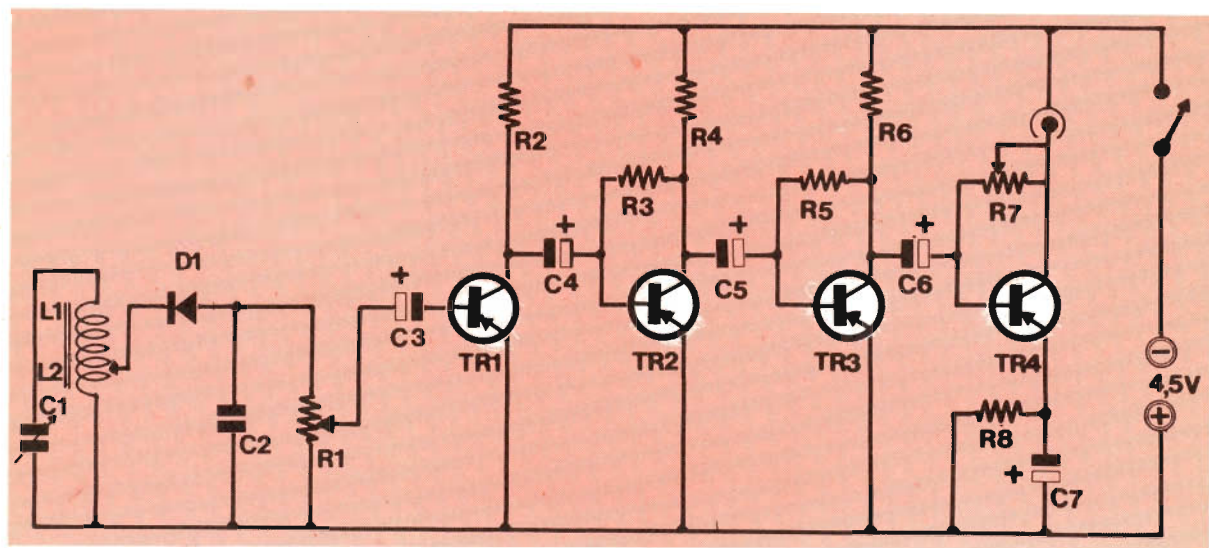 R2
R4
R6
R3
R5
R7
D1
+
C4
+
C5
+
C6
+
C3
L1
L2
C1
TR1
TR2
TR3
TR4
−
4,5V
+
C2
R1
R8
+
C7